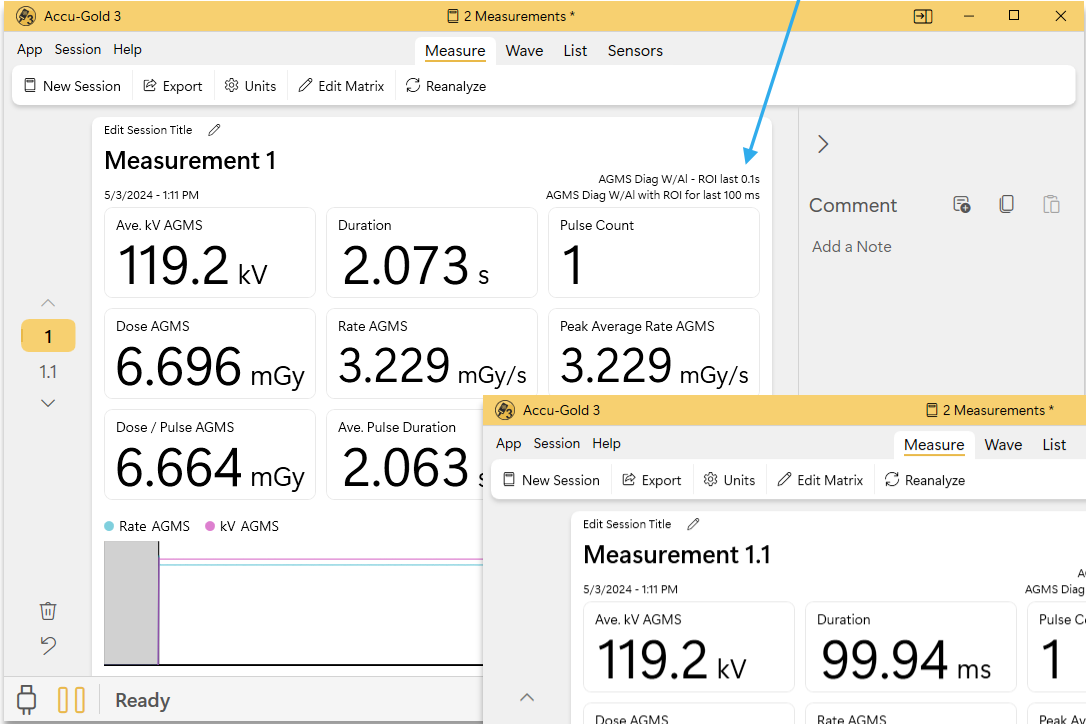 Accu-Gold 3
2 Measurements *
App Session Help
Measure Wave List Sensors
New Session Export Units Edit Matrix Reanalyze
Edit Session Title
Measurement 1
AGMS Diag W/Al - ROI last 0.1s
5/3/2024 - 1:11 PM
AGMS Diag W/Al with ROI for last 100 ms
Ave. kV AGMS
119.2 kV
Duration
2.073 s
Pulse Count
1
Dose AGMS
6.696 mGy
Rate AGMS
3.229 mGy/s
Peak Average Rate AGMS
3.229 mGy/s
Dose / Pulse AGMS
6.664 mGy
Ave. Pulse Duration
2.063 s
Rate AGMS kV AGMS
1
1.1
Comment
Add a Note
Ready
Accu-Gold 3
2 Measurements *
App Session Help
Measure Wave List
New Session Export Units Edit Matrix Reanalyze
Edit Session Title
Measurement 1.1
5/3/2024 - 1:11 PM
AGMS Diag
Ave. kV AGMS
119.2 kV
Duration
99.94 ms
Pulse
1
Dose AGMS
Rate AGMS
Peak